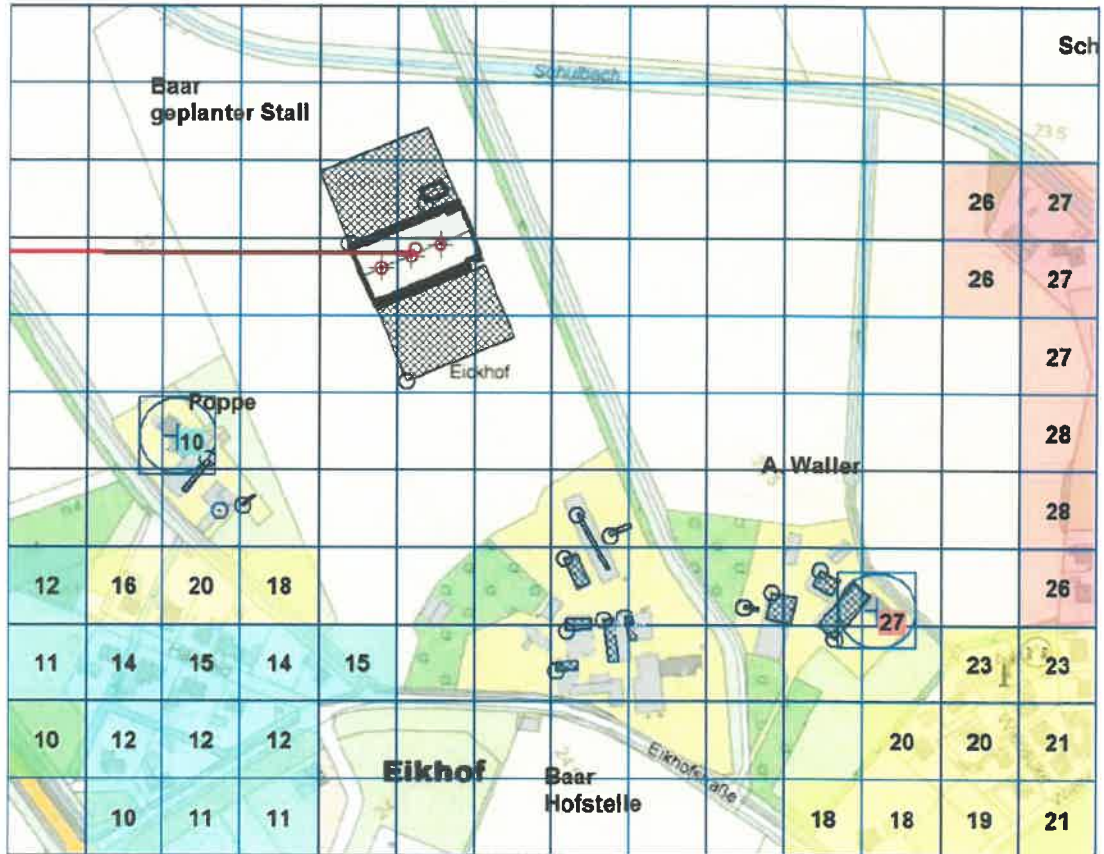 Sch
Schulbach
Baar
geplanter Stall
23 5
26 27
26 27
Eickhof
27
Poppe
10
28
A. Waller
28
12 16 20 18
26
27
11 14 15 14 15
23 23
10 12 12 12
20 20 21
Eikhof
Eikhofstraße
Baar
Hofstelle
10 11 11
18 18 19 21